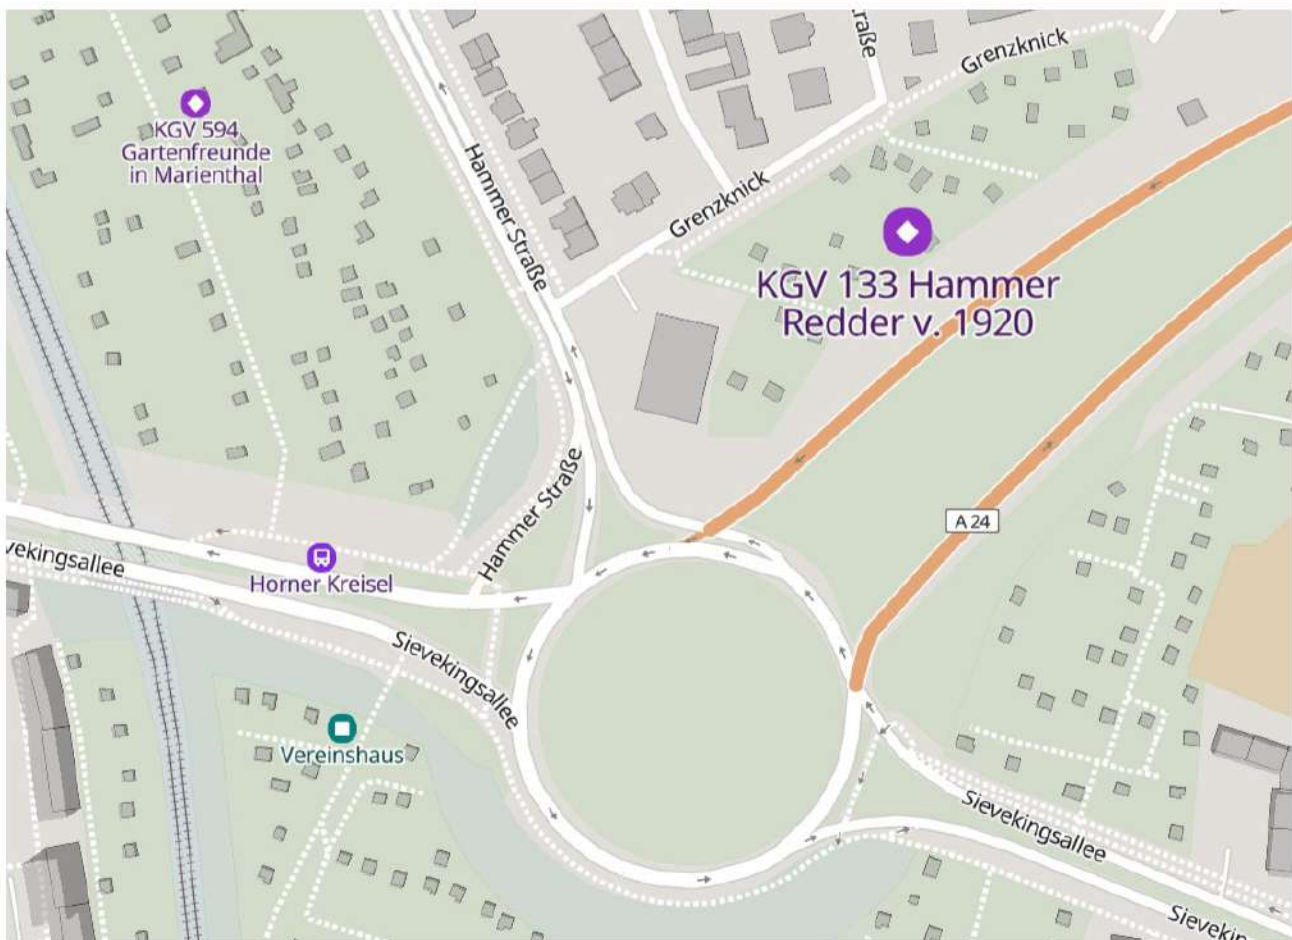 raße
Grenzknick
KGV 594
Gartenfreunde
in Marienthal
Hammer Straße
Grenzknick
KGV 133 Hammer
Redder v. 1920
Hammer Straße
A 24
vekingsallee
Horner Kreisel
Sievekingsallee
Vereinshaus
Sievekingsallee
Sievekingsal